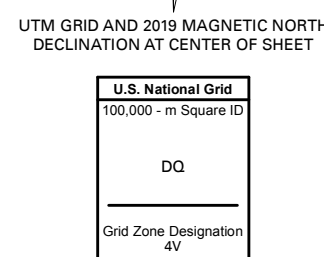 UTM GRID AND 2019 MAGNETIC NORTH
DECLINATION AT CENTER OF SHEET
U.S. National Grid
100,000 - m Square ID
DQ
Grid Zone Designation
4V